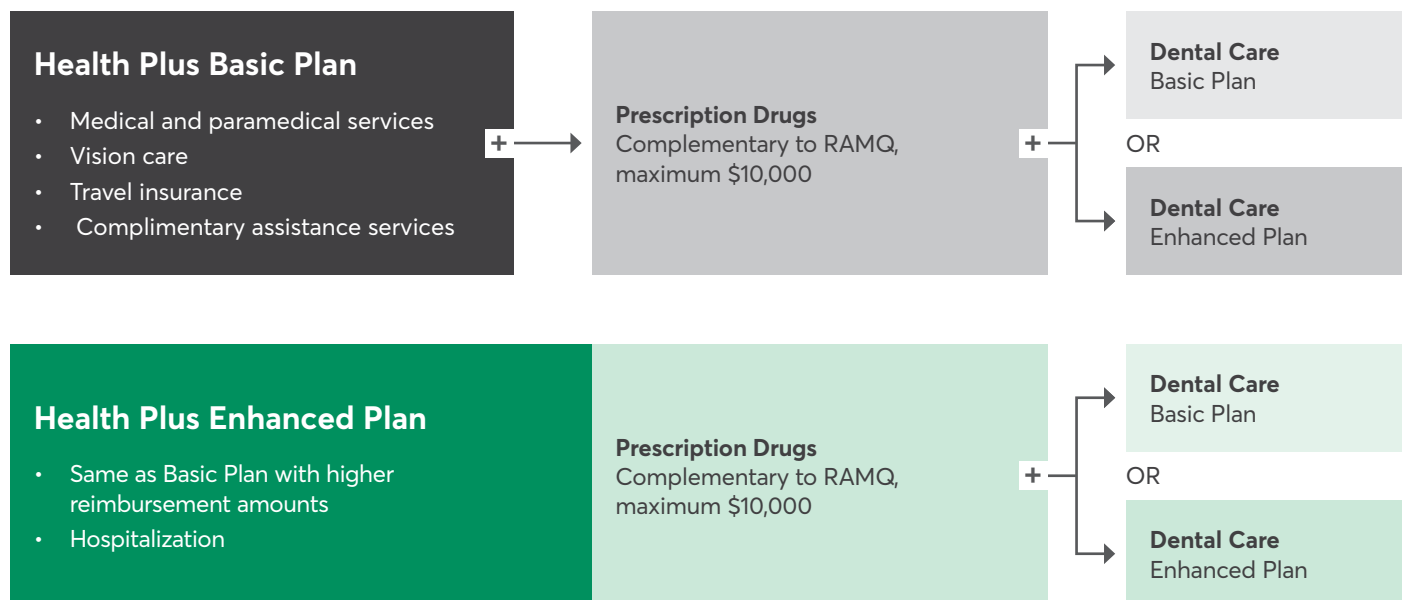 Health Plus Basic Plan
• Medical and paramedical services
• Vision care
• Travel insurance
• Complimentary assistance services
+
Prescription Drugs
Complementary to RAMQ,
maximum $10,000
+
Dental Care
Basic Plan
OR
Dental Care
Enhanced Plan
Health Plus Enhanced Plan
• Same as Basic Plan with higher
reimbursement amounts
• Hospitalization
Prescription Drugs
Complementary to RAMQ,
maximum $10,000
+
Dental Care
Basic Plan
OR
Dental Care
Enhanced Plan